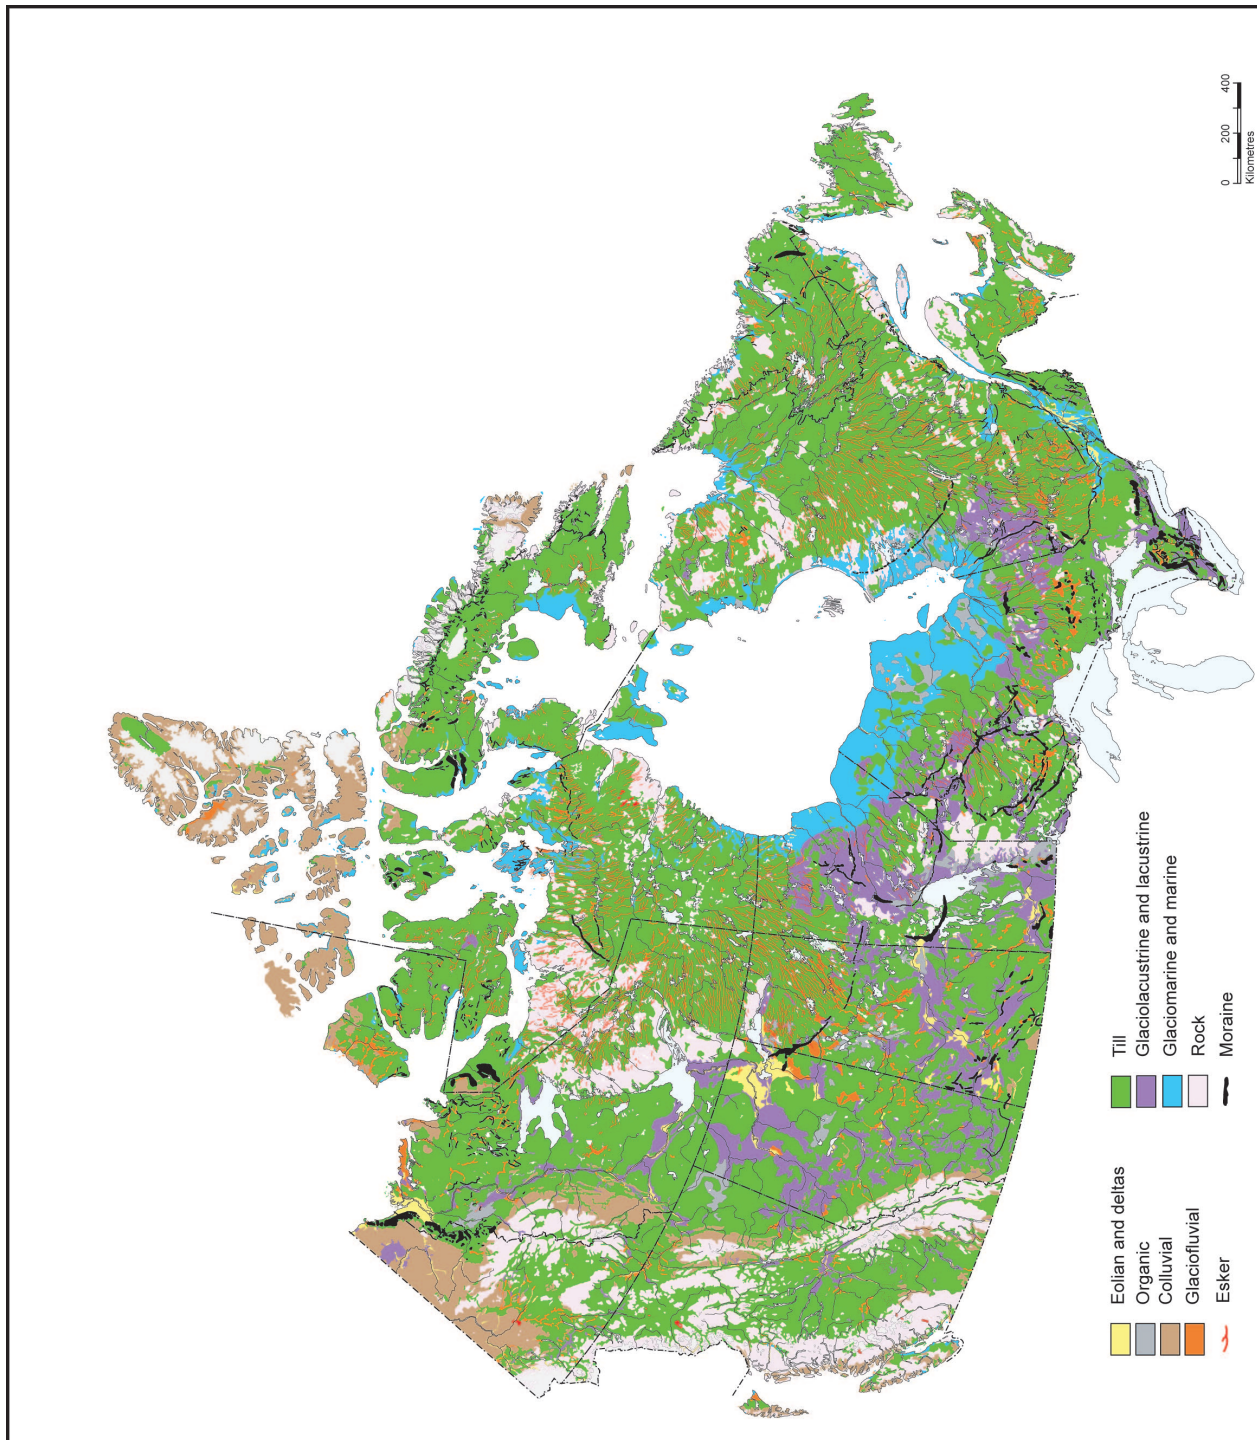 Eolian and deltas
Organic
Colluvial
Glaciofluvial
Esker
Till
Glaciolacustrine and lacustrine
Glaciomarine and marine
Rock
Moraine
0 200 400
Kilometres